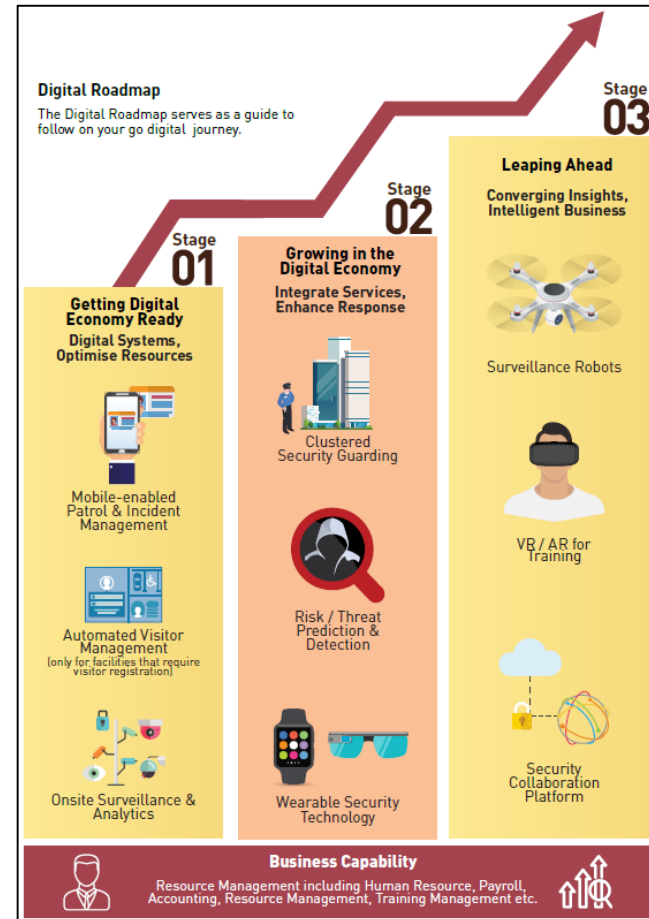 Digital Roadmap
The Digital Roadmap serves as a guide to
follow on your go digital journey.
Stage
01
Getting Digital
Economy Ready
Digital Systems,
Optimise Resources
Mobile-enabled
Patrol & Incident
Management
Automated Visitor
Management
(only for facilities that require
visitor registration)
Onsite Surveillance &
Analytics
Stage
02
Growing in the
Digital Economy
Integrate Services,
Enhance Response
Clustered
Security Guarding
Risk / Threat
Prediction &
Detection
Wearable Security
Technology
Stage
03
Leaping Ahead
Converging Insights,
Intelligent Business
Surveillance Robots
VR / AR for
Training
Security
Collaboration
Platform
Business Capability
Resource Management including Human Resource, Payroll,
Accounting, Resource Management, Training Management etc.